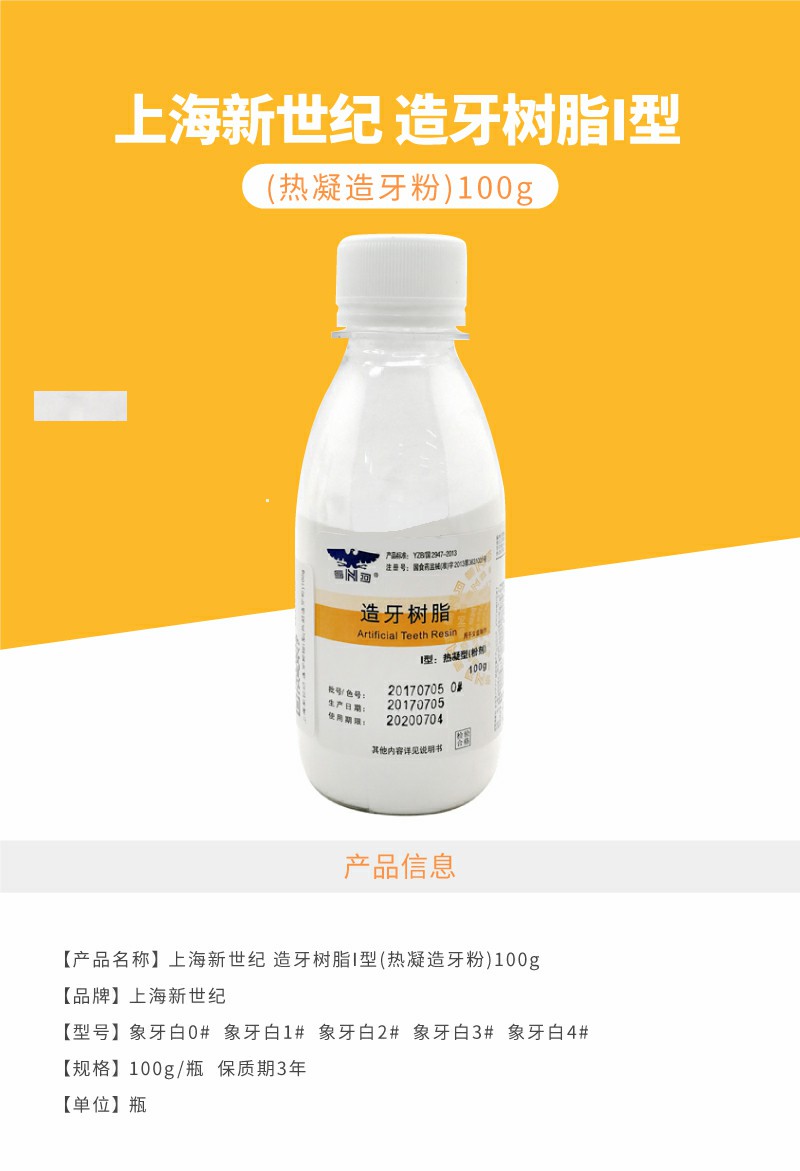 上海新世纪 造牙树脂I型
(热凝造牙粉)100g
产品标准: YZB/国2947-2013
造牙树脂
Artificial Teeth Resin
I型: 热凝型(粉剂)
100g
批号/色号: 20170705 0#
生产日期: 20170705
使用期限: 20200704
其他内容详见说明书
产品信息
【产品名称】上海新世纪 造牙树脂I型(热凝造牙粉)100g
【品牌】上海新世纪
【型号】象牙白0# 象牙白1# 象牙白2# 象牙白3# 象牙白4#
【规格】100g/瓶 保质期3年
【单位】瓶